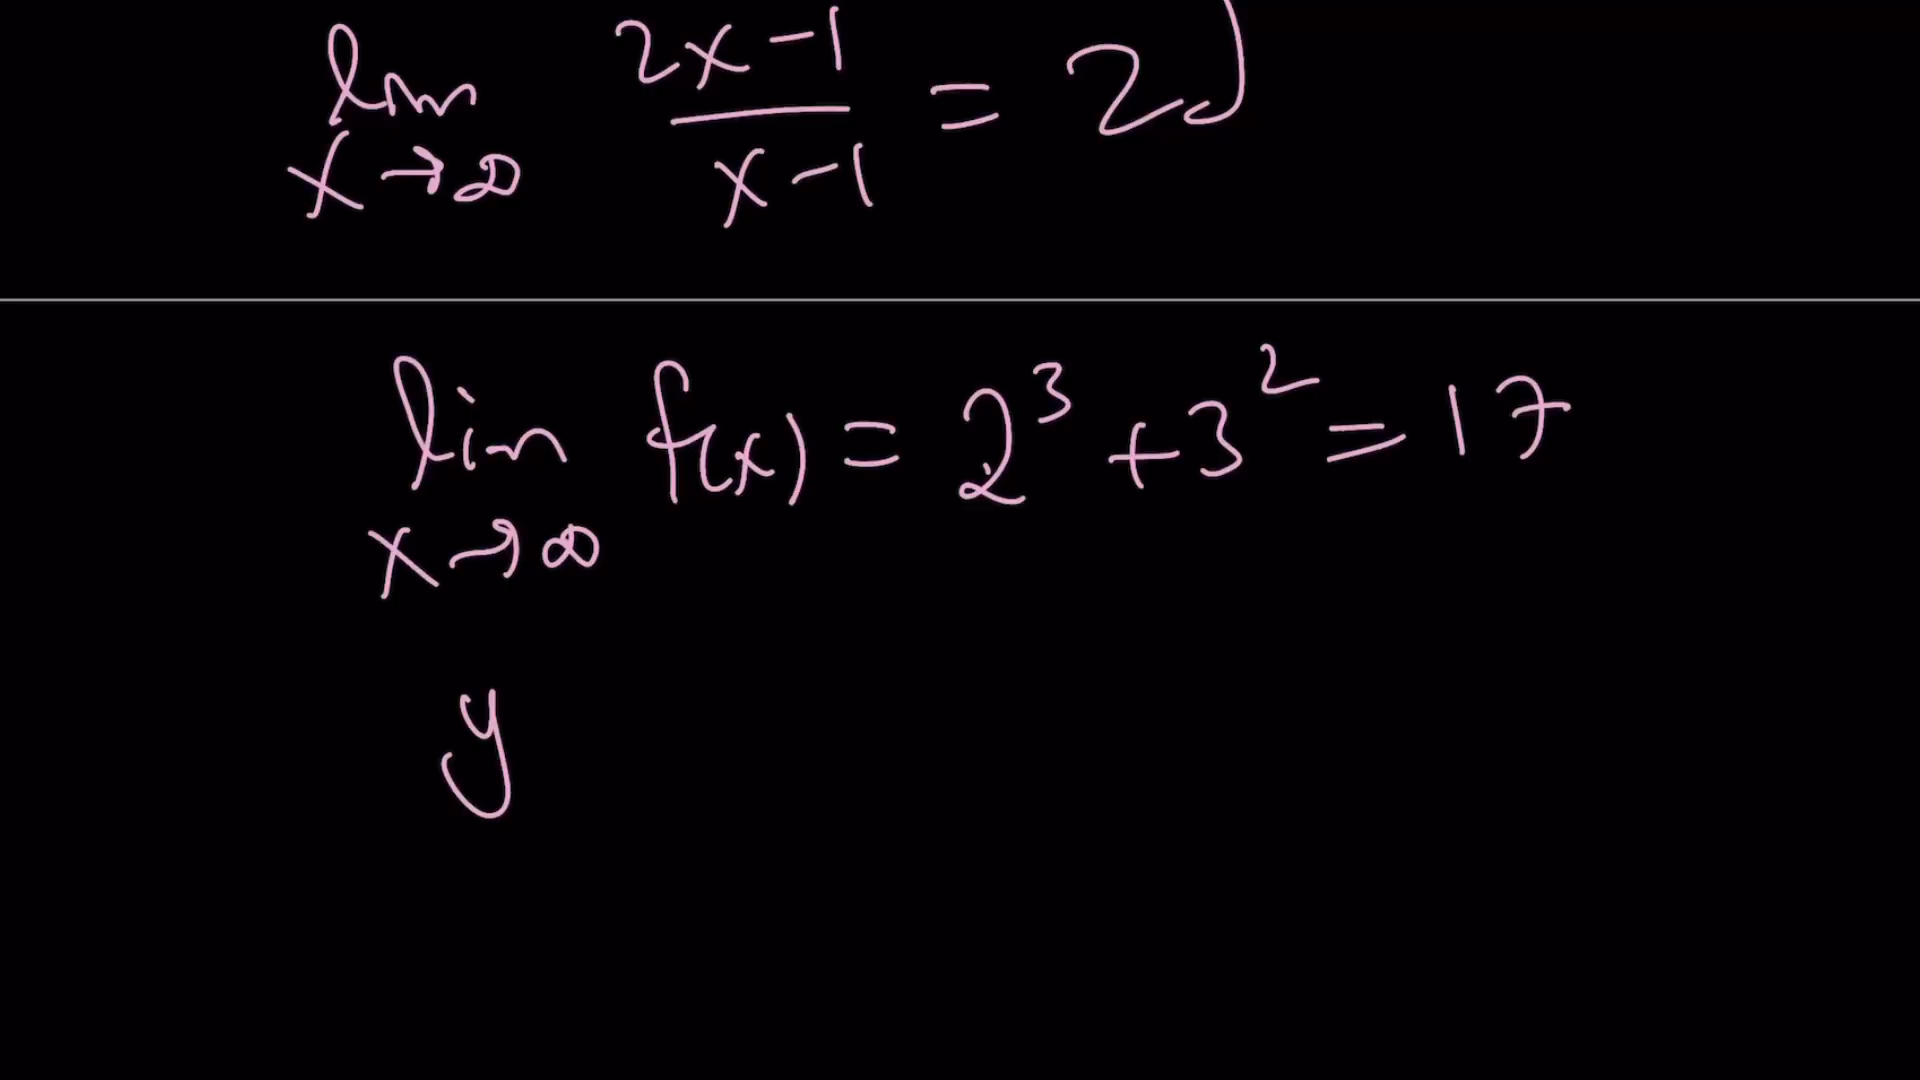 lim 2x-1 = 2
x→∞ x-1
lim f(x) = 2³ + 3² = 17
x→∞
y